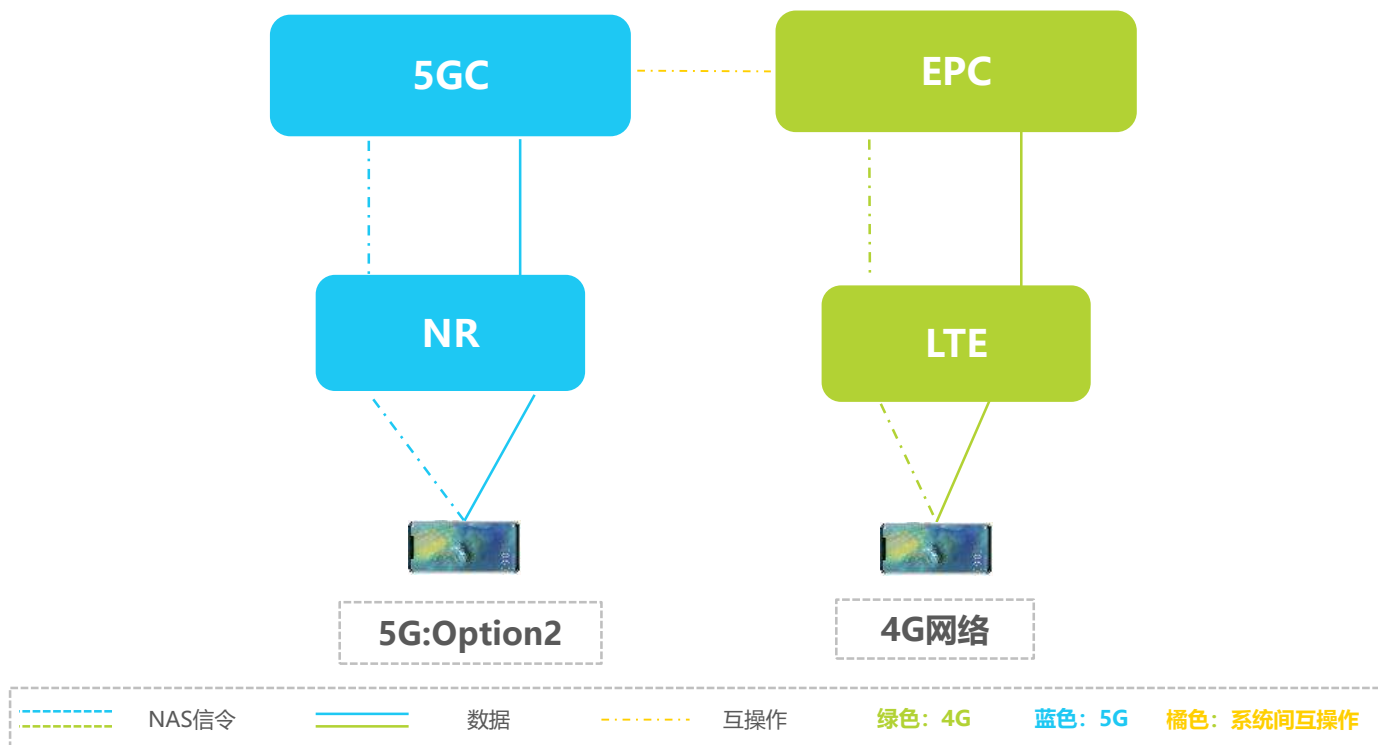 5GC
EPC
NR
LTE
5G:Option2
4G网络
NAS信令
数据
互操作
绿色：4G
蓝色：5G
橘色：系统间互操作